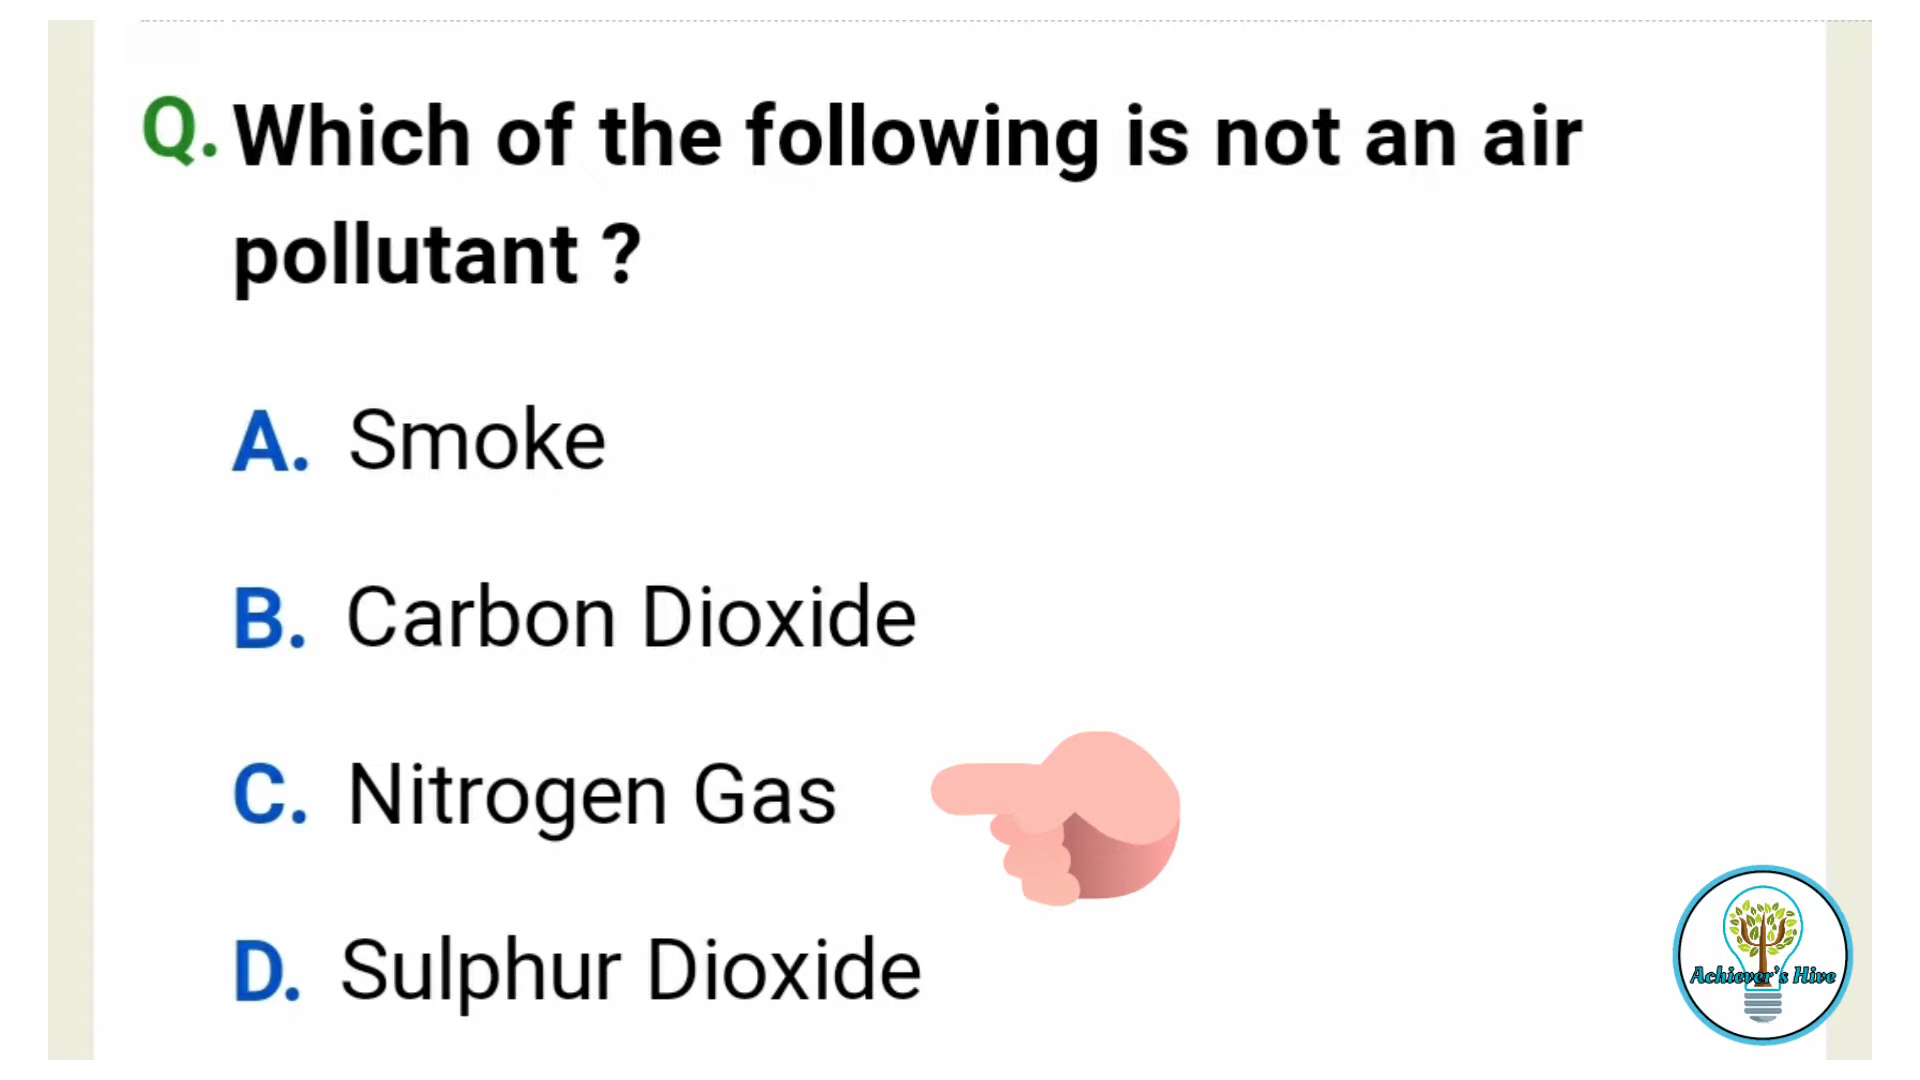 Q. Which of the following is not an air
pollutant ?
A. Smoke
B. Carbon Dioxide
C. Nitrogen Gas
D. Sulphur Dioxide
Achiever's Hive